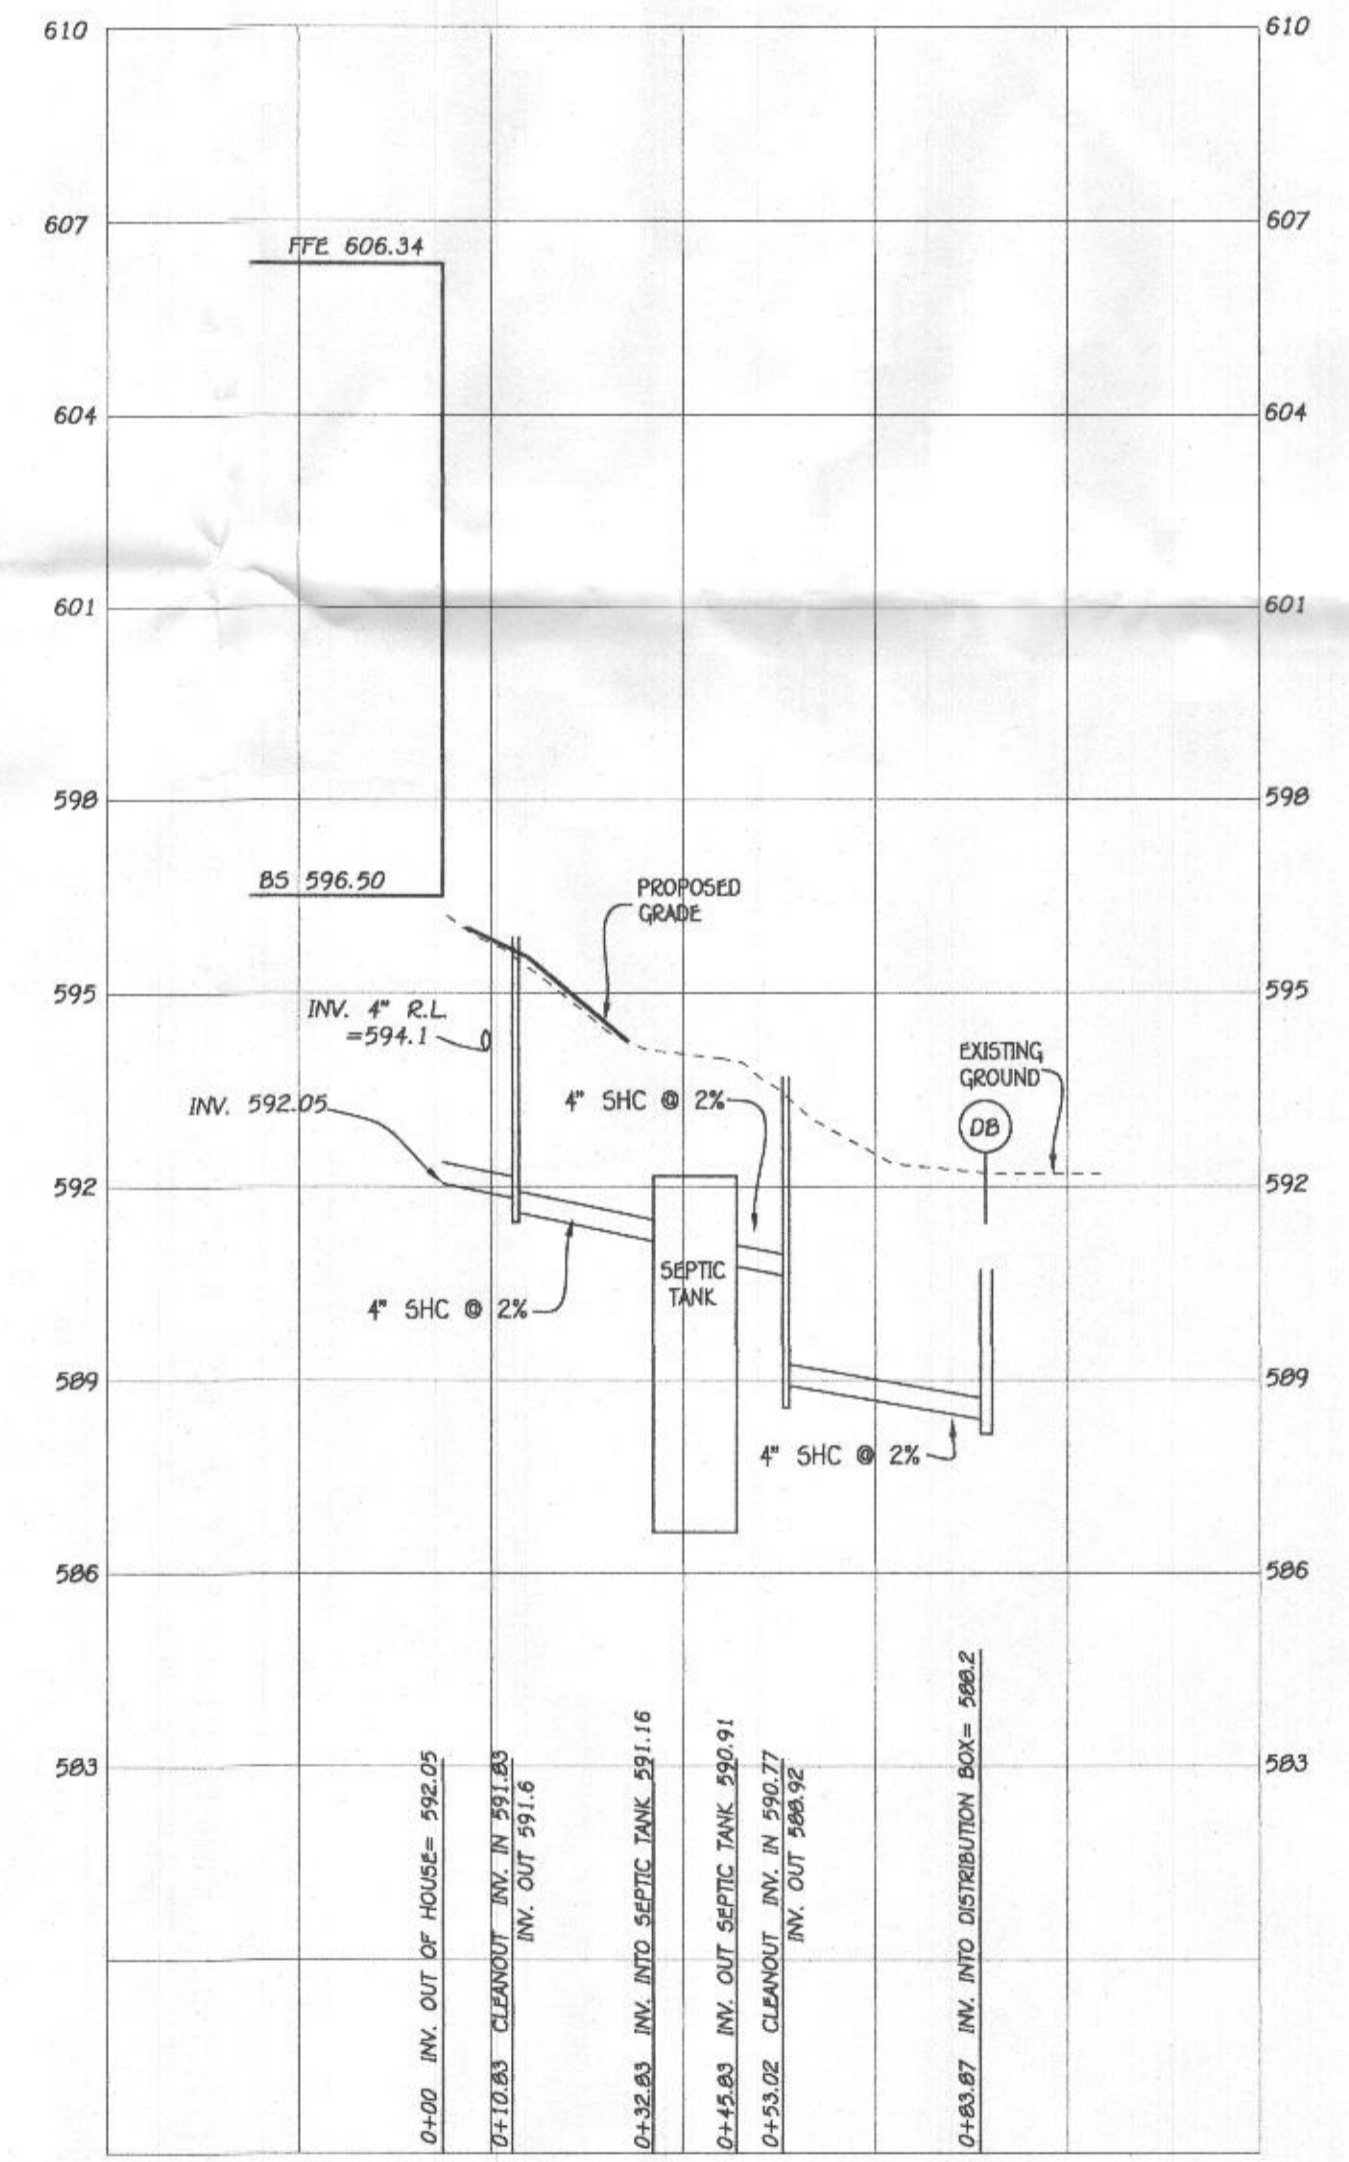 610
610
607
607
FFE 606.34
604
604
601
601
598
598
BS 596.50
PROPOSED
GRADE
595
595
INV. 4" R.L.
=594.1
EXISTING
GROUND
4" SHC @ 2%
INV. 592.05
DB
592
592
SEPTIC
TANK
4" SHC @ 2%
589
589
4" SHC @ 2%
586
586
583
583
0+00 INV. OUT OF HOUSE= 592.05
0+10.83 CLEANOUT INV. IN 591.83
INV. OUT 591.6
0+32.83 INV. INTO SEPTIC TANK 591.16
0+45.83 INV. OUT SEPTIC TANK 590.91
0+53.02 CLEANOUT INV. IN 590.77
INV. OUT 588.92
0+83.87 INV. INTO DISTRIBUTION BOX= 588.2